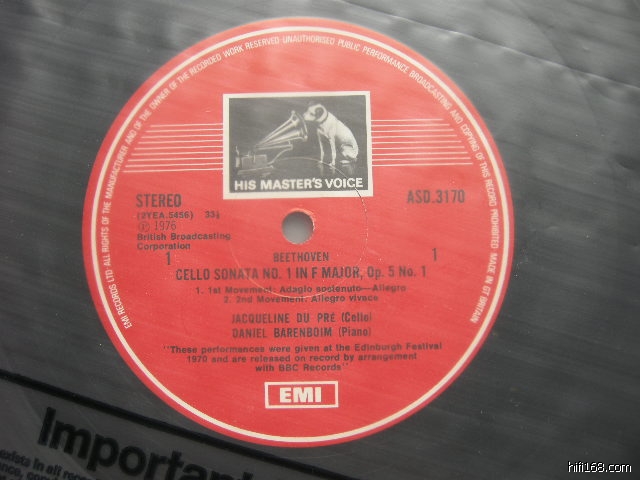 EMI RECORDS LTD. ALL RIGHTS OF THE MANUFACTURER AND OF THE OWNER OF THE RECORDED WORK RESERVED · UNAUTHORISED PUBLIC PERFORMANCE, BROADCASTING AND COPYING OF THIS RECORD PROHIBITED MADE IN GT BRITAIN
HIS MASTER'S VOICE
STEREO ASD.3170
(2YEA.5456) 33⅓
Ⓟ 1976
British Broadcasting
Corporation
1 BEETHOVEN 1
CELLO SONATA NO. 1 IN F MAJOR, Op. 5 No. 1
1. 1st Movement: Adagio sostenuto—Allegro
2. 2nd Movement: Allegro vivace
JACQUELINE DU PRÉ (Cello)
DANIEL BARENBOIM (Piano)
"These performances were given at the Edinburgh Festival
1970 and are released on record by arrangement
with BBC Records"
EMI
Important
exists in all
hifi168.com